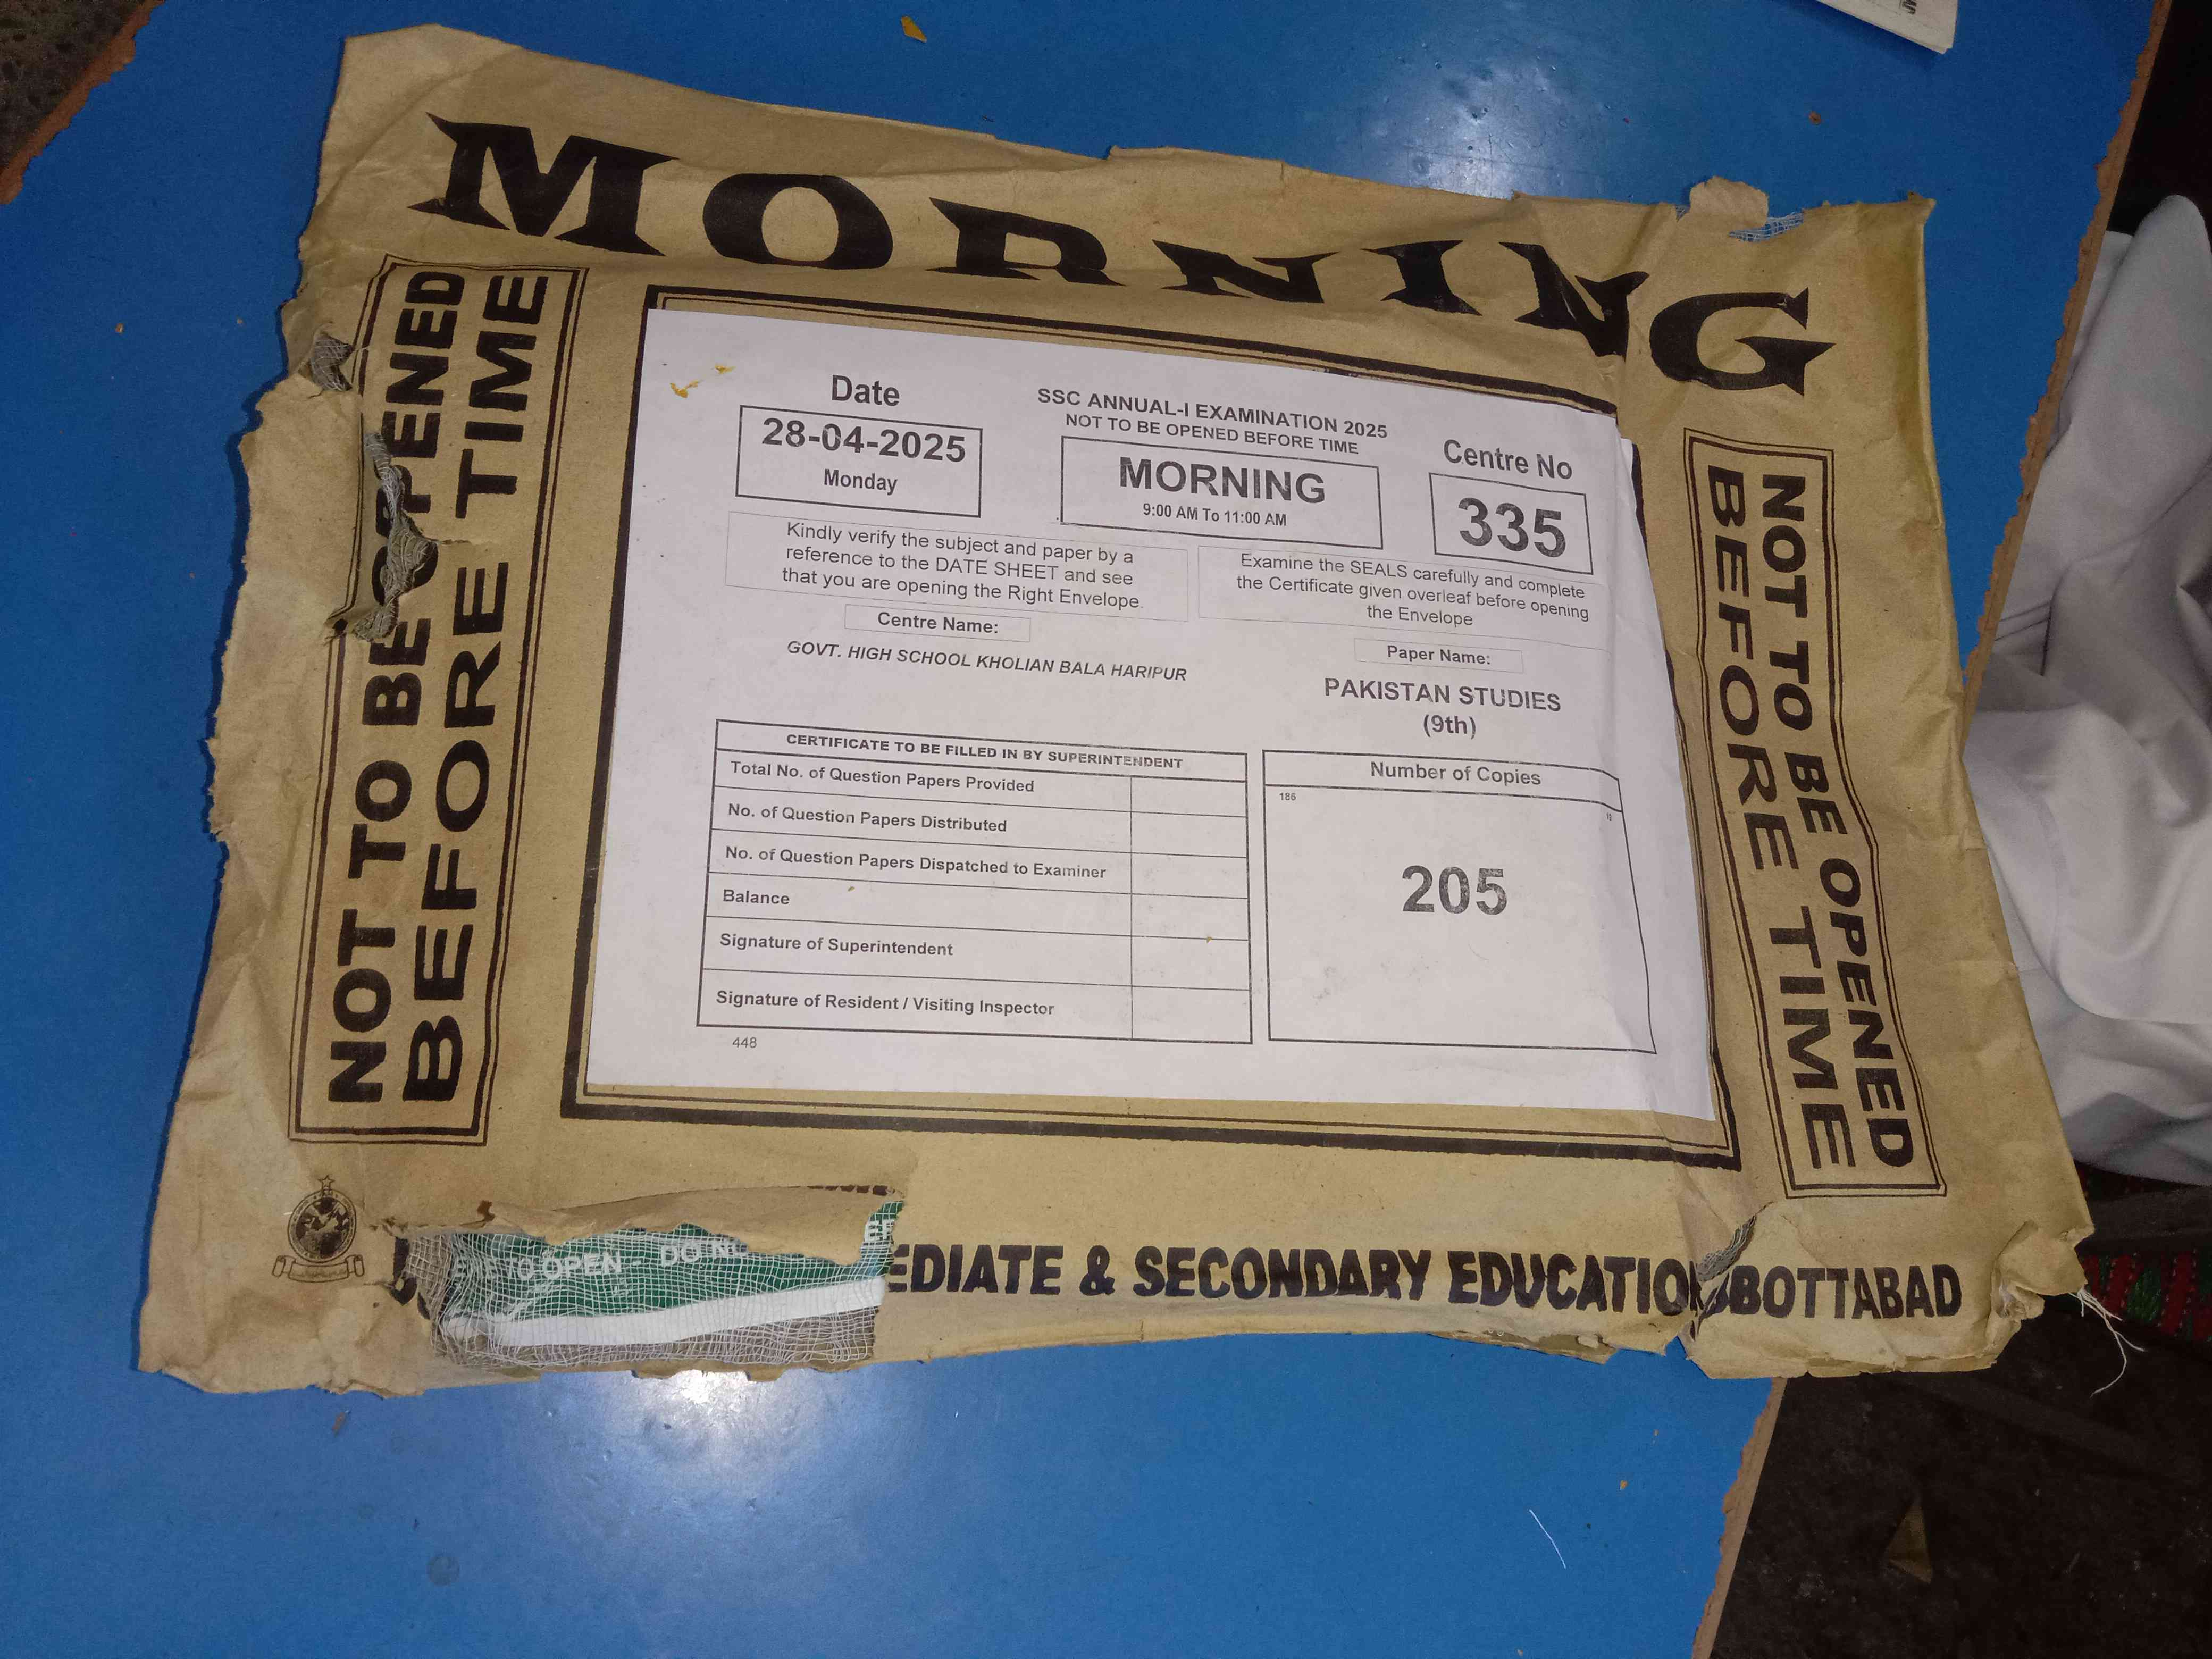 MORNING
NOT TO BE OPENED
BEFORE TIME
Date
28-04-2025
Monday
SSC ANNUAL-I EXAMINATION 2025
NOT TO BE OPENED BEFORE TIME
MORNING
9:00 AM To 11:00 AM
Centre No
335
Kindly verify the subject and paper by a
reference to the DATE SHEET and see
that you are opening the Right Envelope.
Examine the SEALS carefully and complete
the Certificate given overleaf before opening
the Envelope
Centre Name:
GOVT. HIGH SCHOOL KHOLIAN BALA HARIPUR
Paper Name:
PAKISTAN STUDIES
(9th)
CERTIFICATE TO BE FILLED IN BY SUPERINTENDENT
Total No. of Question Papers Provided
No. of Question Papers Distributed
No. of Question Papers Dispatched to Examiner
Balance
Signature of Superintendent
Signature of Resident / Visiting Inspector
448
Number of Copies
186
205
NOT TO BE OPENED
BEFORE TIME
TO OPEN - DO
EDIATE & SECONDARY EDUCATION BBOTTABAD